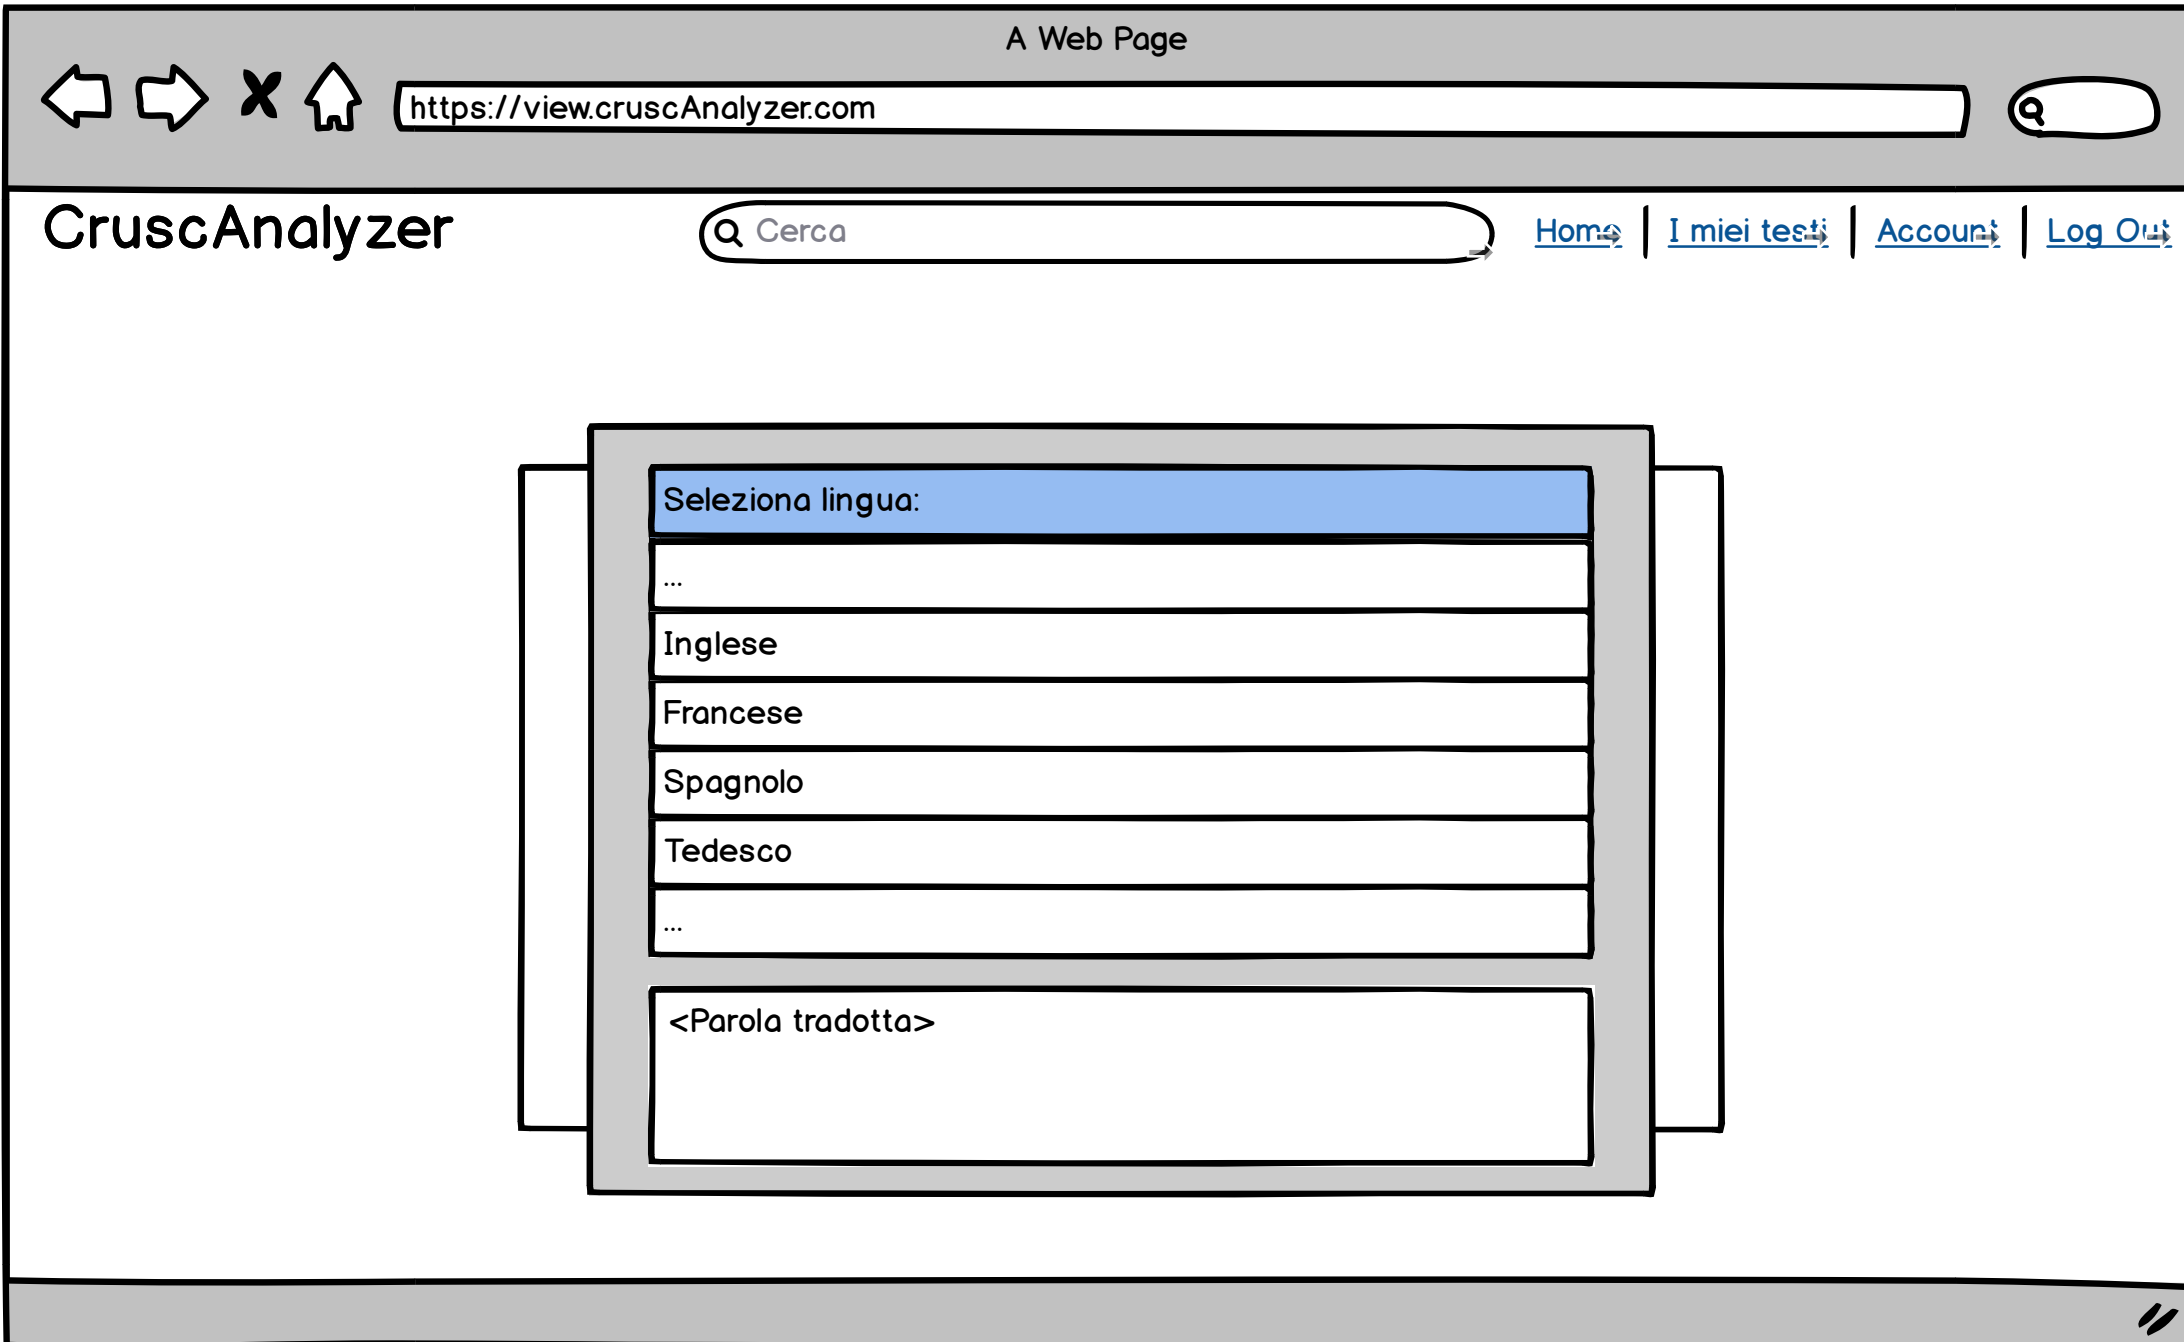 A Web Page
https://view.cruscAnalyzer.com
CruscAnalyzer
Cerca
Home
I miei testi
Account
Log Out
Seleziona lingua:
...
Inglese
Francese
Spagnolo
Tedesco
...
<Parola tradotta>